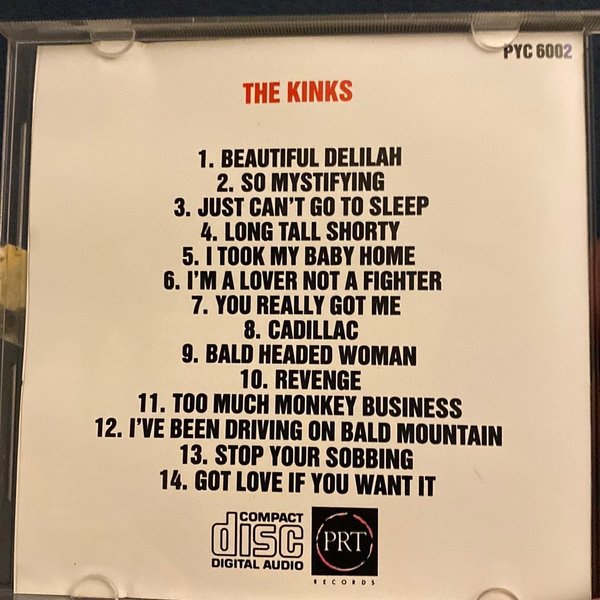 PYC 6002
THE KINKS
1. BEAUTIFUL DELILAH
2. SO MYSTIFYING
3. JUST CAN'T GO TO SLEEP
4. LONG TALL SHORTY
5. I TOOK MY BABY HOME
6. I'M A LOVER NOT A FIGHTER
7. YOU REALLY GOT ME
8. CADILLAC
9. BALD HEADED WOMAN
10. REVENGE
11. TOO MUCH MONKEY BUSINESS
12. I'VE BEEN DRIVING ON BALD MOUNTAIN
13. STOP YOUR SOBBING
14. GOT LOVE IF YOU WANT IT
COMPACT
disc
DIGITAL AUDIO
PRT
RECORDS